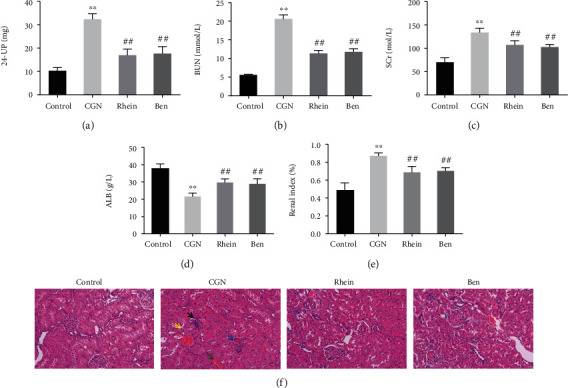 24-UP (mg)
40
30
20
10
0
**
##
##
Control CGN Rhein Ben
(a)
BUN (mmol/L)
25
20
15
10
5
0
**
##
##
Control CGN Rhein Ben
(b)
SCr (mol/L)
200
150
100
50
0
**
##
##
Control CGN Rhein Ben
(c)
ALB (g/L)
50
40
30
20
10
0
**
##
##
Control CGN Rhein Ben
(d)
Renal index (%)
1.0
0.8
0.6
0.4
0.2
0.0
**
##
##
Control CGN Rhein Ben
(e)
Control CGN Rhein Ben
(f)